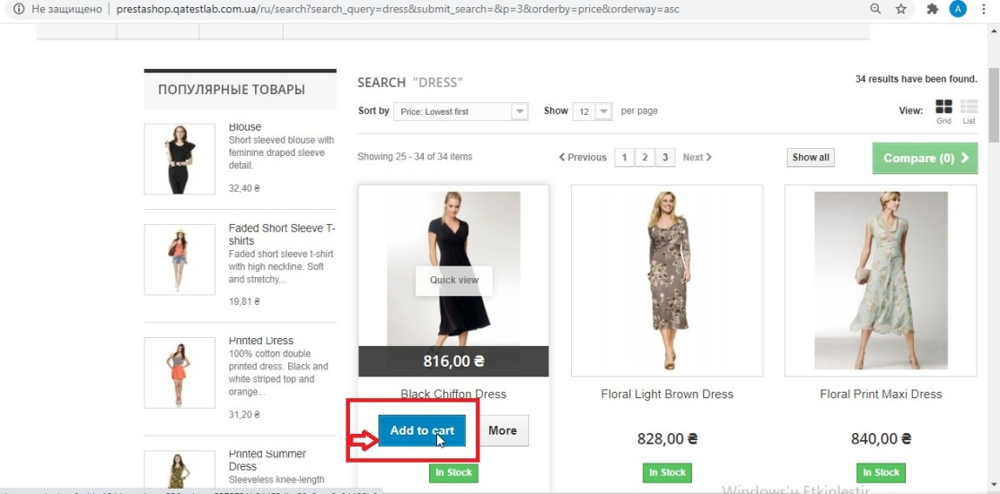 Не защищено
prestashop.qatestlab.com.ua/ru/search?search_query=dress&submit_search=&p=3&orderby=price&orderway=asc
A
ПОПУЛЯРНЫЕ ТОВАРЫ
Blouse
Short sleeved blouse with
feminine draped sleeve
detail.
32,40 ₴
Faded Short Sleeve T-
shirts
Faded short sleeve t-shirt
with high neckline. Soft
and stretchy...
19,81 ₴
Printed Dress
100% cotton double
printed dress. Black and
white striped top and
orange...
31,20 ₴
Printed Summer
Dress
Sleeveless knee-length
SEARCH "DRESS"
34 results have been found.
Sort by Price: Lowest first Show 12 per page
View: Grid List
Showing 25 - 34 of 34 items
Previous 1 2 3 Next
Show all
Compare (0)
Quick view
816,00 ₴
Black Chiffon Dress
Add to cart
More
In Stock
Floral Light Brown Dress
828,00 ₴
In Stock
Floral Print Maxi Dress
840,00 ₴
In Stock
Windows'u Etkinleştir